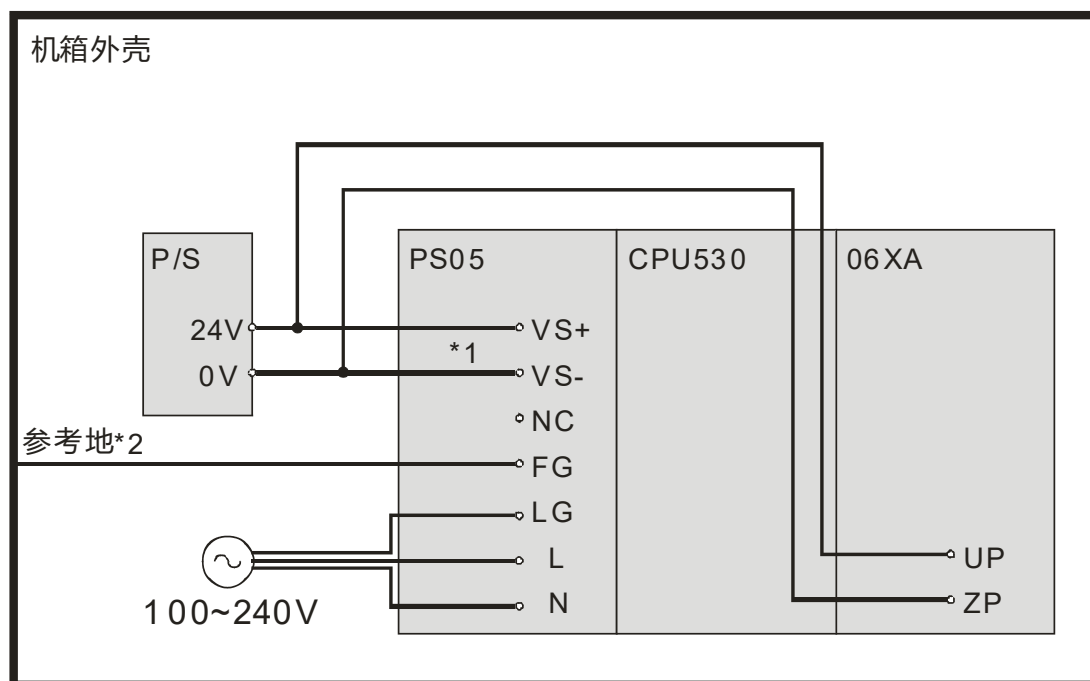 机箱外壳
P/S
PS05
CPU530
06XA
24V
VS+
*1
0V
VS-
NC
参考地*2
FG
LG
L
UP
100~240V
N
ZP